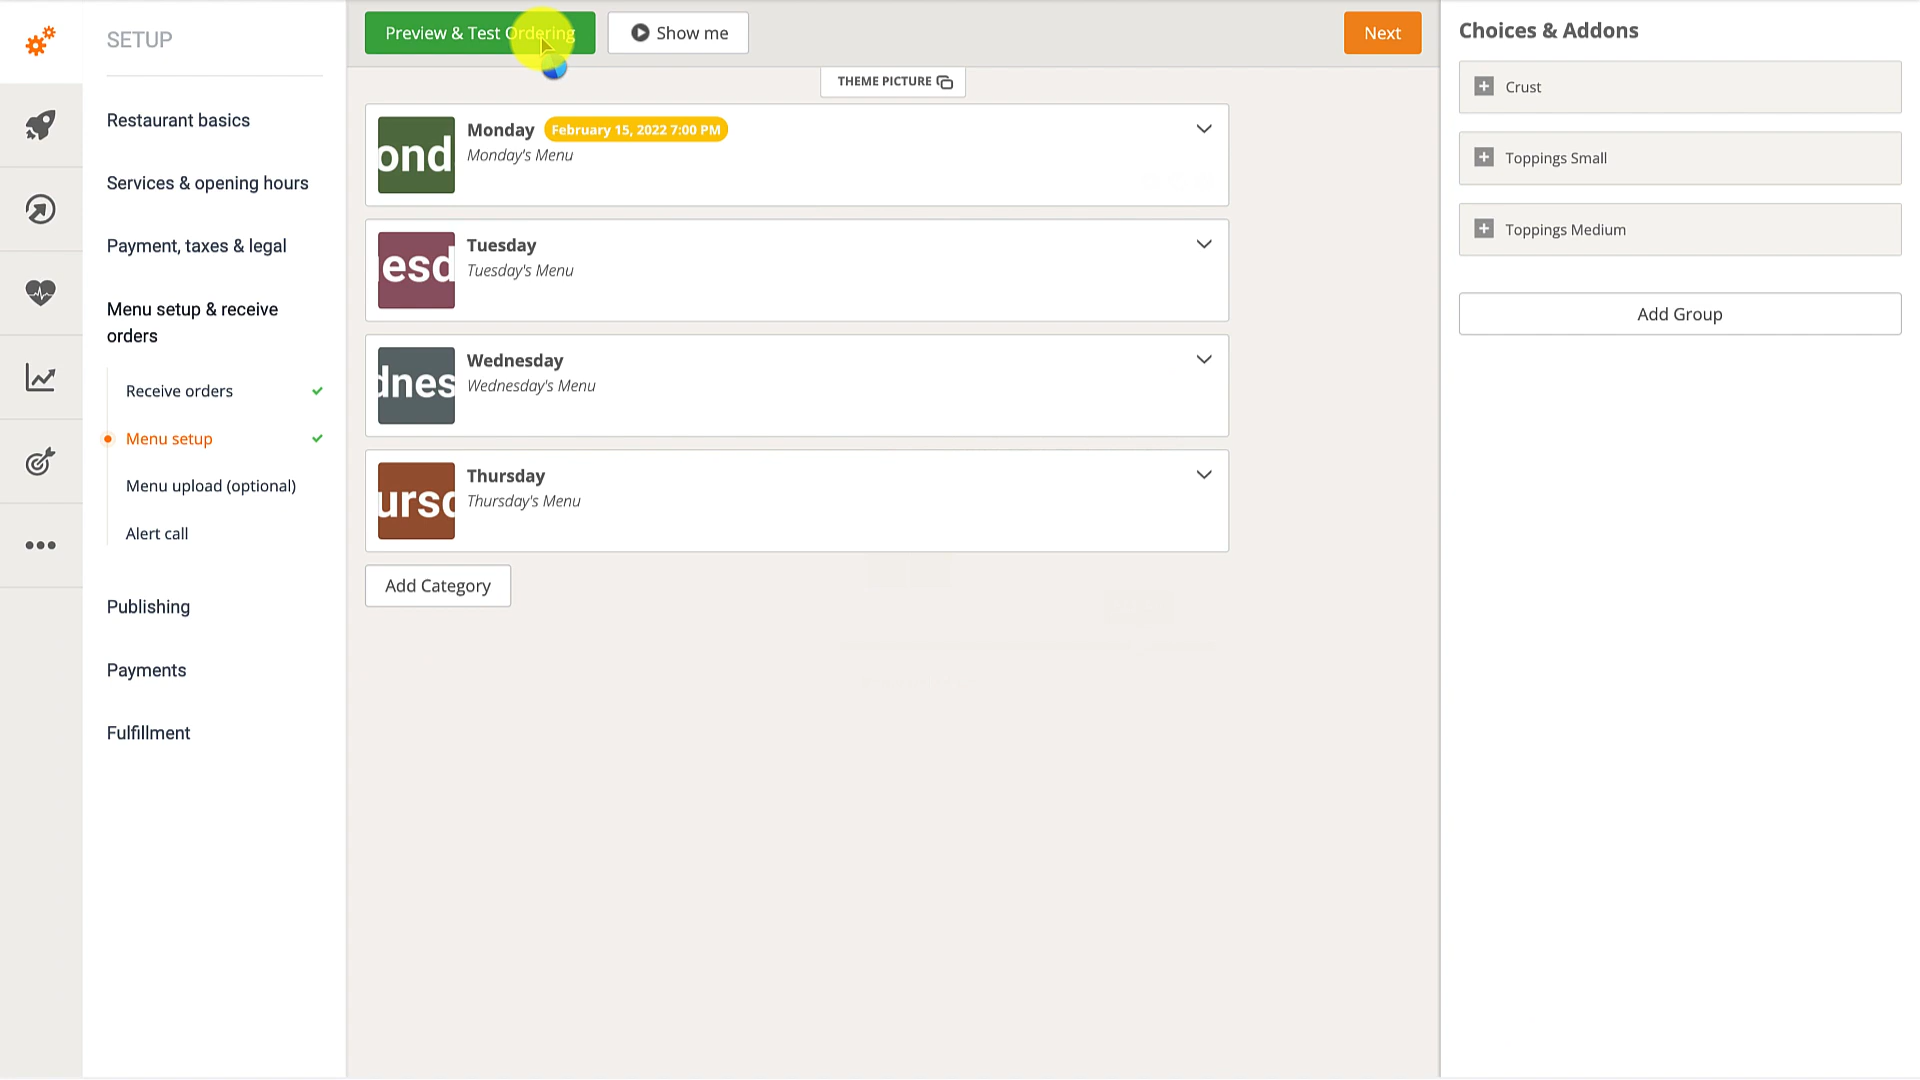 SETUP
Restaurant basics
Services & opening hours
Payment, taxes & legal
Menu setup & receive
orders
Receive orders
Menu setup
Menu upload (optional)
Alert call
Publishing
Payments
Fulfillment
Preview & Test Ordering
Show me
Next
THEME PICTURE
ond
Monday February 15, 2022 7:00 PM
Monday's Menu
esd
Tuesday
Tuesday's Menu
dnes
Wednesday
Wednesday's Menu
ursd
Thursday
Thursday's Menu
Add Category
Choices & Addons
Crust
Toppings Small
Toppings Medium
Add Group